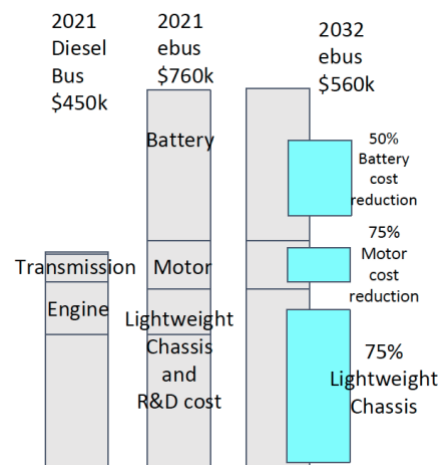 2021
Diesel
Bus
$450k
2021
ebus
$760k
2032
ebus
$560k
Battery
50%
Battery
cost
reduction
Transmission
Motor
75%
Motor
cost
reduction
Engine
Lightweight
Chassis
and
R&D cost
75%
Lightweight
Chassis